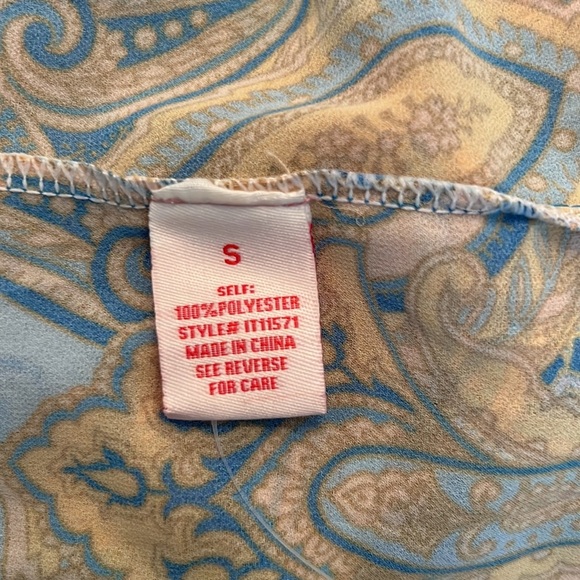 S
SELF:
100%POLYESTER
STYLE# IT11571
MADE IN CHINA
SEE REVERSE
FOR CARE